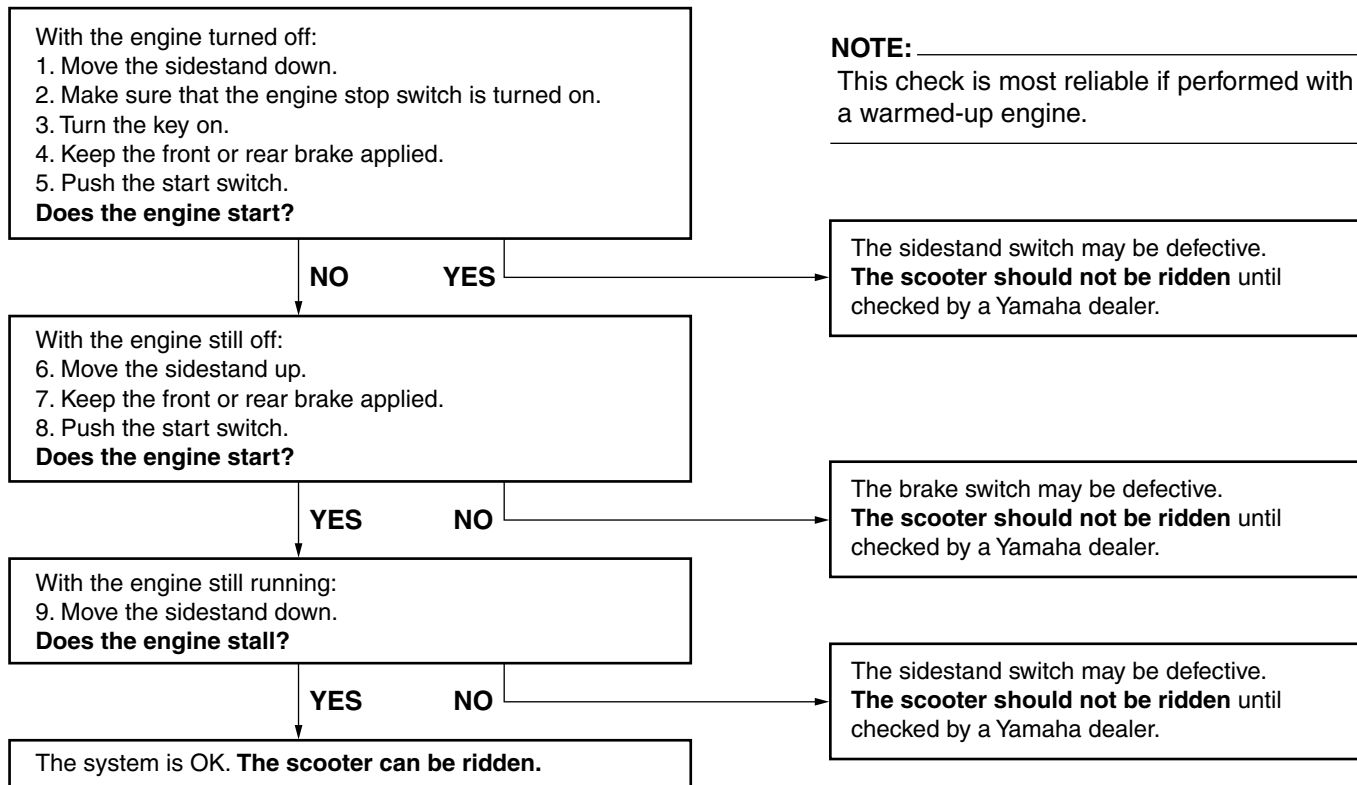 With the engine turned off:
1. Move the sidestand down.
2. Make sure that the engine stop switch is turned on.
3. Turn the key on.
4. Keep the front or rear brake applied.
5. Push the start switch.
Does the engine start?
NOTE:
This check is most reliable if performed with
a warmed-up engine.
NO YES
The sidestand switch may be defective.
The scooter should not be ridden until
checked by a Yamaha dealer.
With the engine still off:
6. Move the sidestand up.
7. Keep the front or rear brake applied.
8. Push the start switch.
Does the engine start?
YES NO
The brake switch may be defective.
The scooter should not be ridden until
checked by a Yamaha dealer.
With the engine still running:
9. Move the sidestand down.
Does the engine stall?
YES NO
The sidestand switch may be defective.
The scooter should not be ridden until
checked by a Yamaha dealer.
The system is OK. The scooter can be ridden.